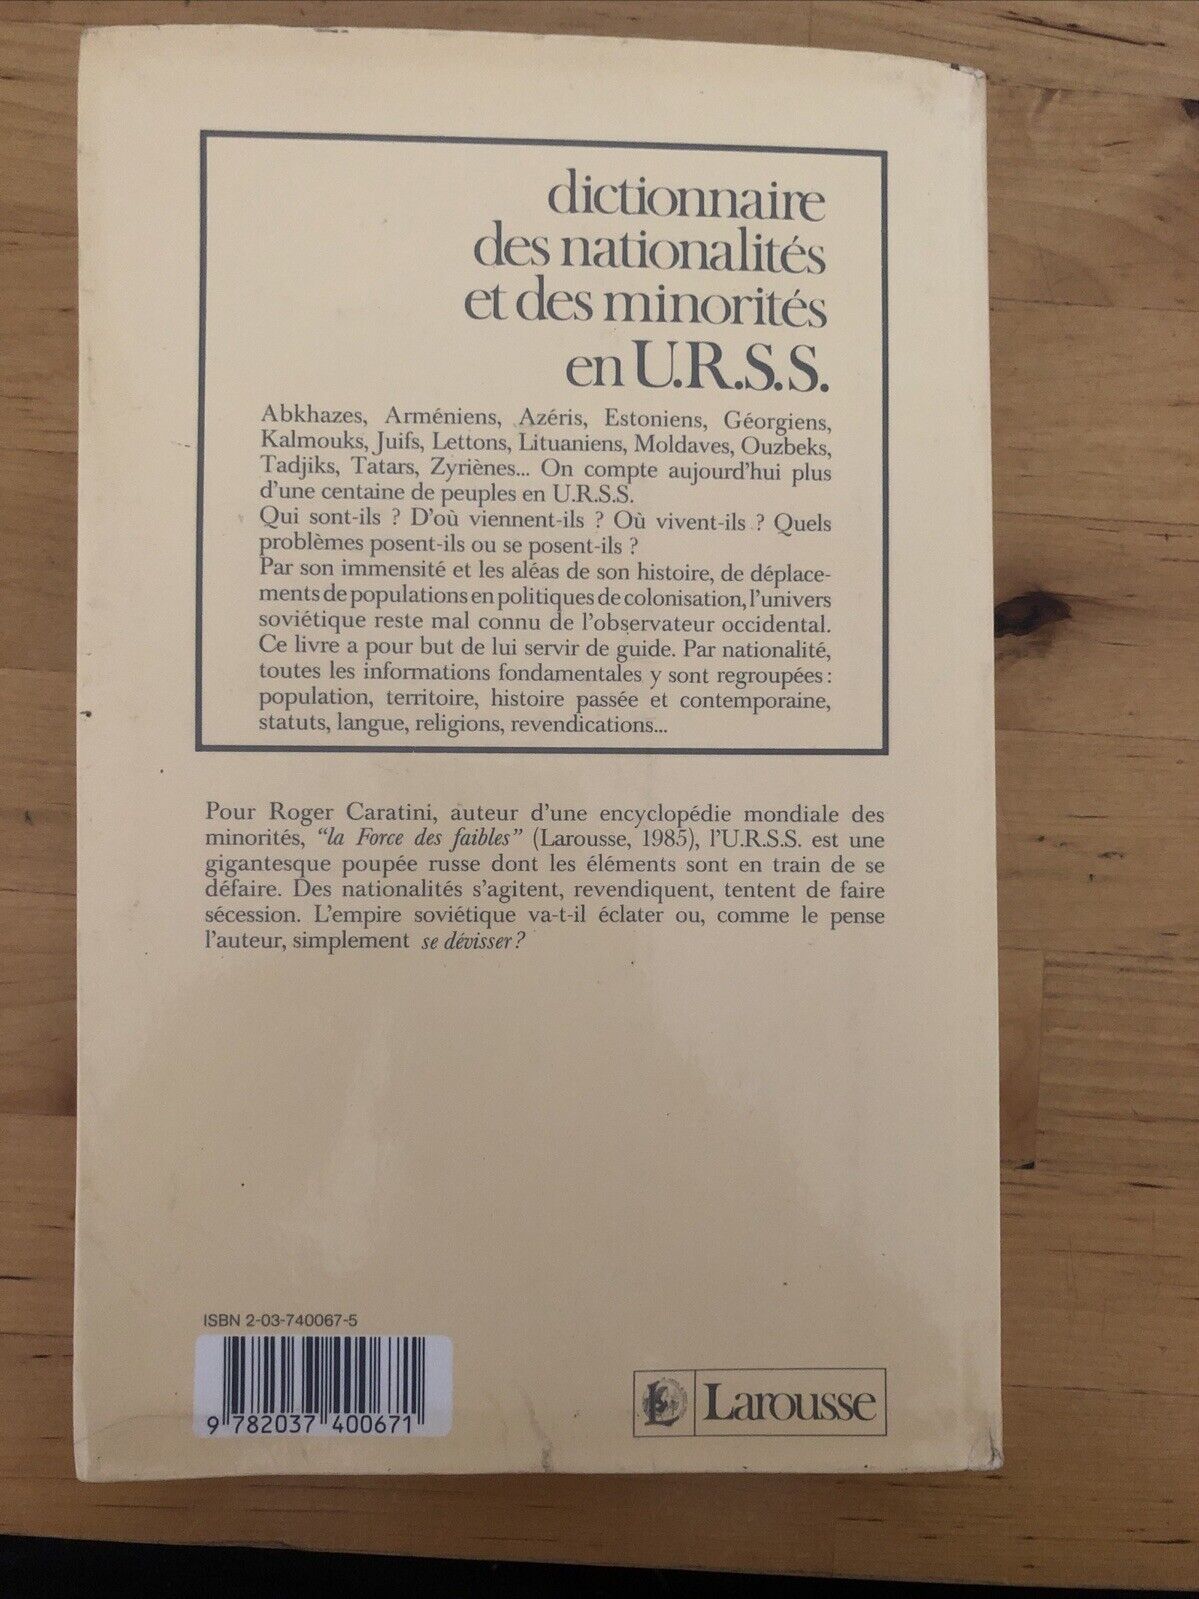 dictionnaire
des nationalités
et des minorités
en U.R.S.S.
Abkhazes, Arméniens, Azéris, Estoniens, Géorgiens,
Kalmouks, Juifs, Lettons, Lituaniens, Moldaves, Ouzbeks,
Tadjiks, Tatars, Zyriènes... On compte aujourd'hui plus
d'une centaine de peuples en U.R.S.S.
Qui sont-ils ? D'où viennent-ils ? Où vivent-ils ? Quels
problèmes posent-ils ou se posent-ils ?
Par son immensité et les aléas de son histoire, de déplace-
ments de populations en politiques de colonisation, l'univers
soviétique reste mal connu de l'observateur occidental.
Ce livre a pour but de lui servir de guide. Par nationalité,
toutes les informations fondamentales y sont regroupées :
population, territoire, histoire passée et contemporaine,
statuts, langue, religions, revendications...
Pour Roger Caratini, auteur d'une encyclopédie mondiale des
minorités, "la Force des faibles" (Larousse, 1985), l'U.R.S.S. est une
gigantesque poupée russe dont les éléments sont en train de se
défaire. Des nationalités s'agitent, revendiquent, tentent de faire
sécession. L'empire soviétique va-t-il éclater ou, comme le pense
l'auteur, simplement se dévisser ?
ISBN 2-03-740067-5
9 782037 400671
Larousse